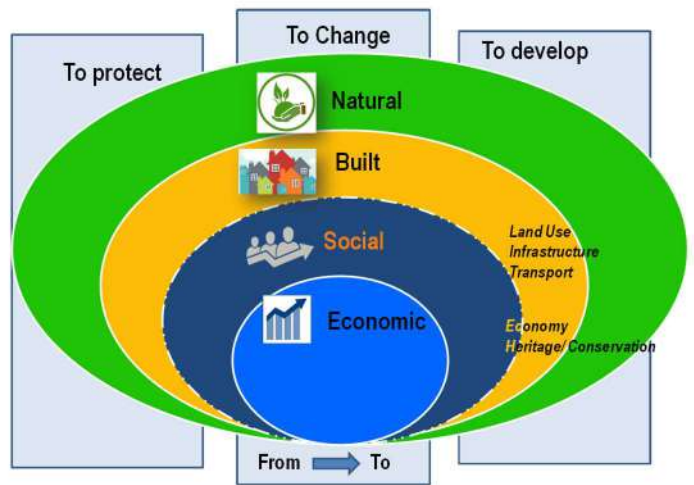 To Change
To protect
To develop
Natural
Built
Social
Land Use
Infrastructure
Transport
Economic
Economy
Heritage/ Conservation
From To